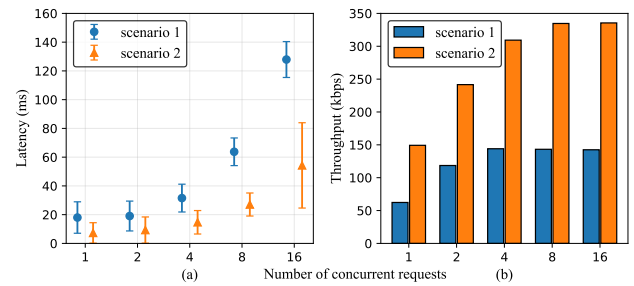 160
140
120
100
80
60
40
20
0
Latency (ms)
scenario 1
scenario 2
1 2 4 8 16
(a)
350
300
250
200
150
100
50
0
Throughput (kbps)
scenario 1
scenario 2
1 2 4 8 16
(b)
Number of concurrent requests